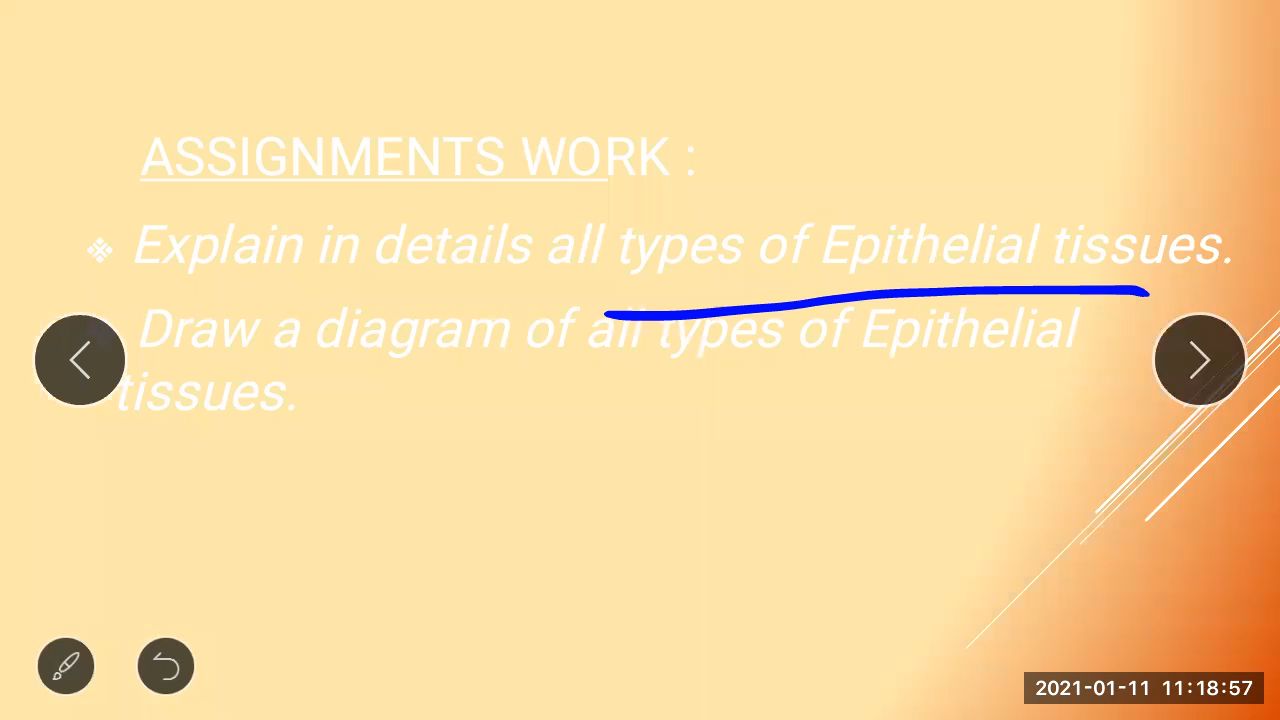 ASSIGNMENTS WORK :
❖ Explain in details all types of Epithelial tissues.
Draw a diagram of all types of Epithelial
tissues.
2021-01-11 11:18:57